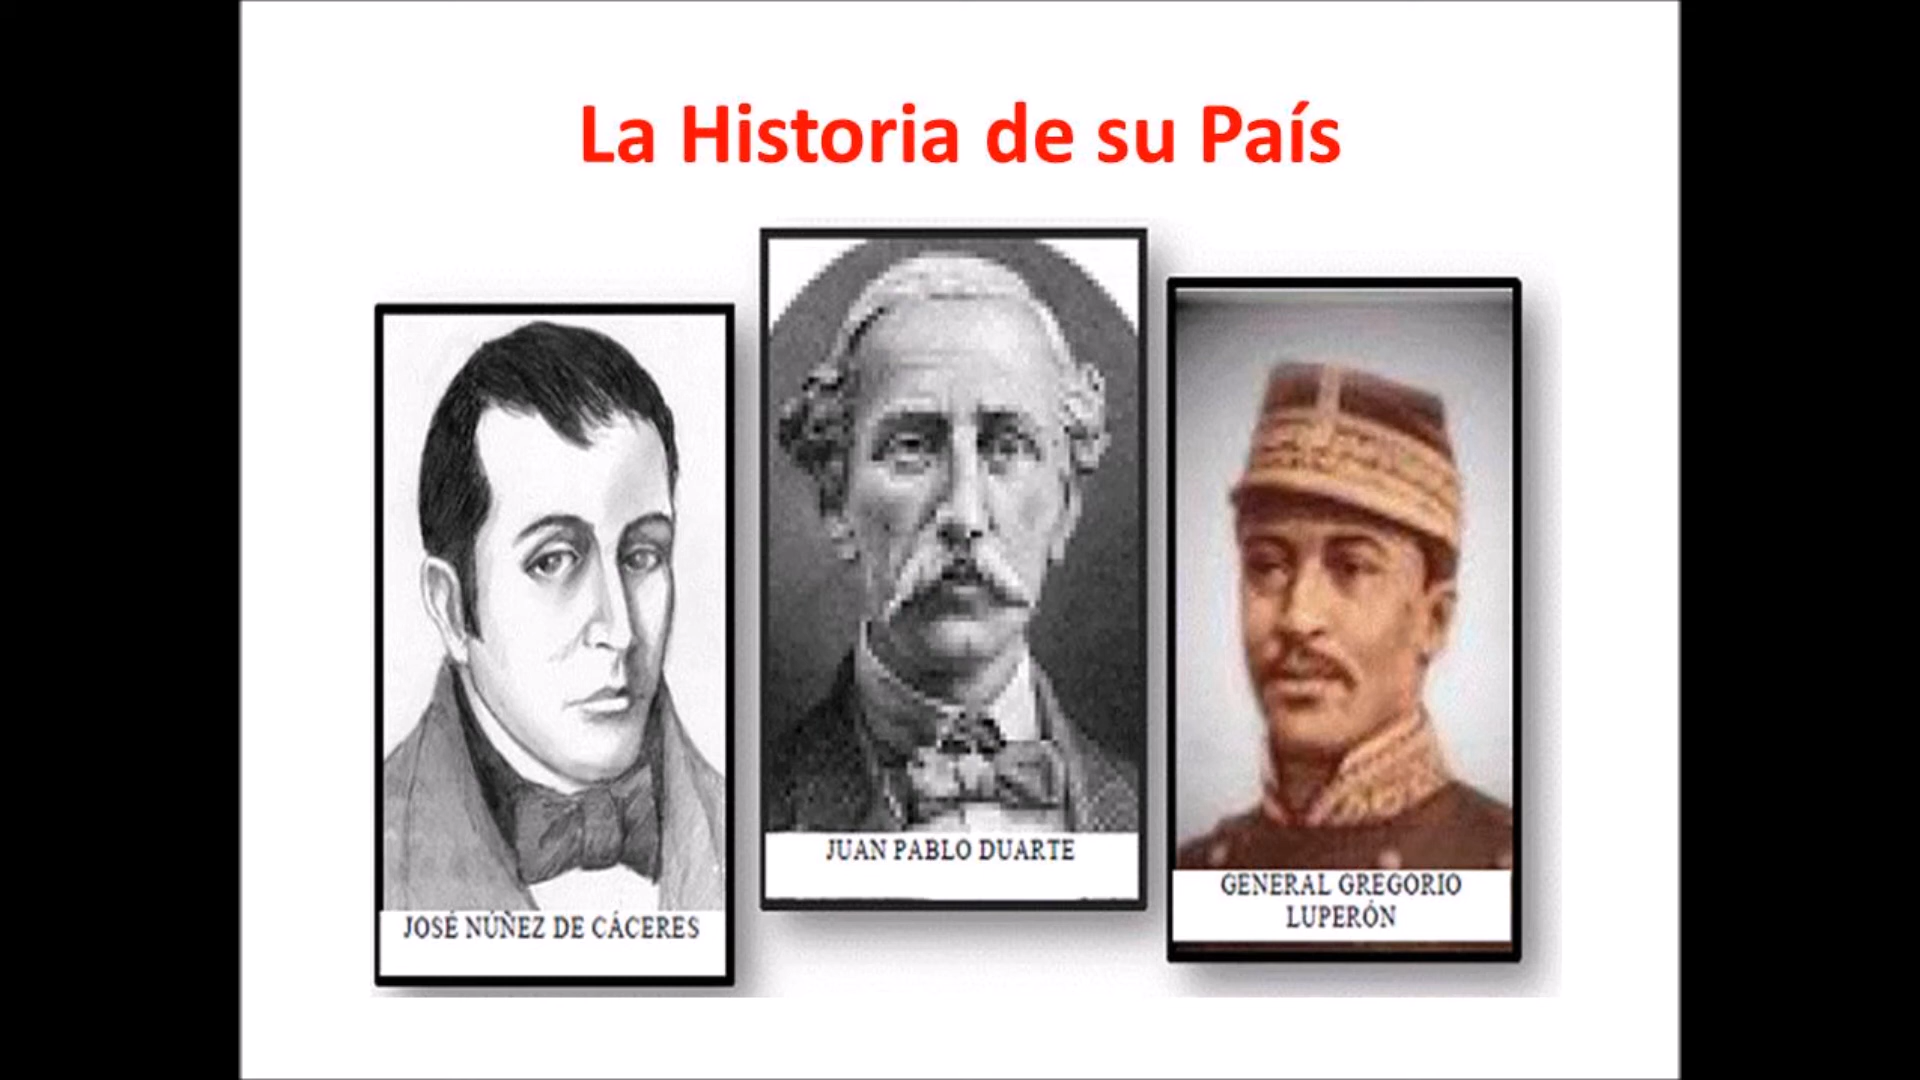 La Historia de su País
JOSÉ NÚÑEZ DE CÁCERES
JUAN PABLO DUARTE
GENERAL GREGORIO
LUPERÓN